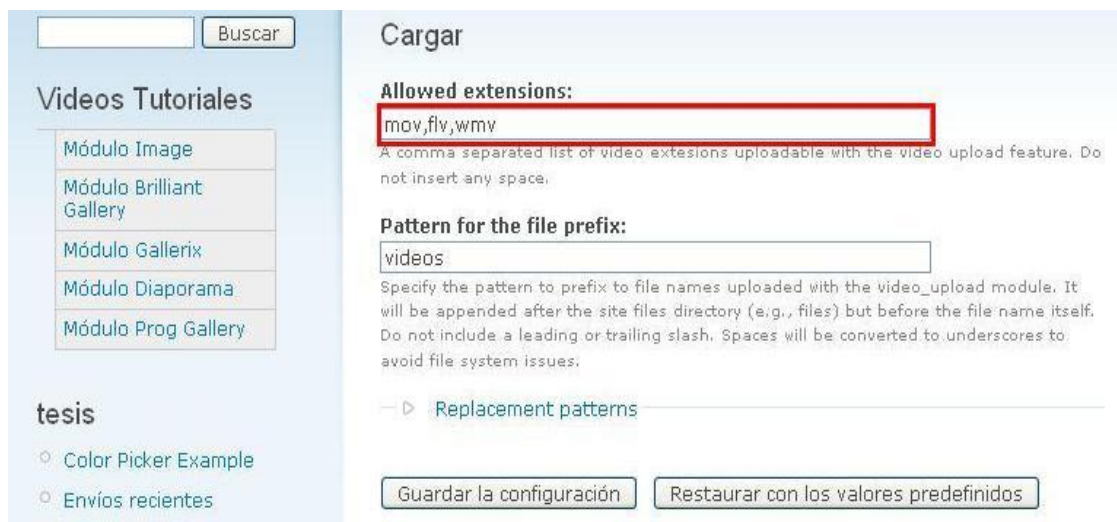 Buscar
Videos Tutoriales
Módulo Image
Módulo Brilliant
Gallery
Módulo Gallerix
Módulo Diaporama
Módulo Prog Gallery
tesis
Color Picker Example
Envíos recientes
Cargar
Allowed extensions:
mov,flv,wmv
A comma separated list of video extesions uploadable with the video upload feature. Do
not insert any space.
Pattern for the file prefix:
videos
Specify the pattern to prefix to file names uploaded with the video_upload module. It
will be appended after the site files directory (e.g., files) but before the file name itself.
Do not include a leading or trailing slash. Spaces will be converted to underscores to
avoid file system issues.
Replacement patterns
Guardar la configuración
Restaurar con los valores predefinidos